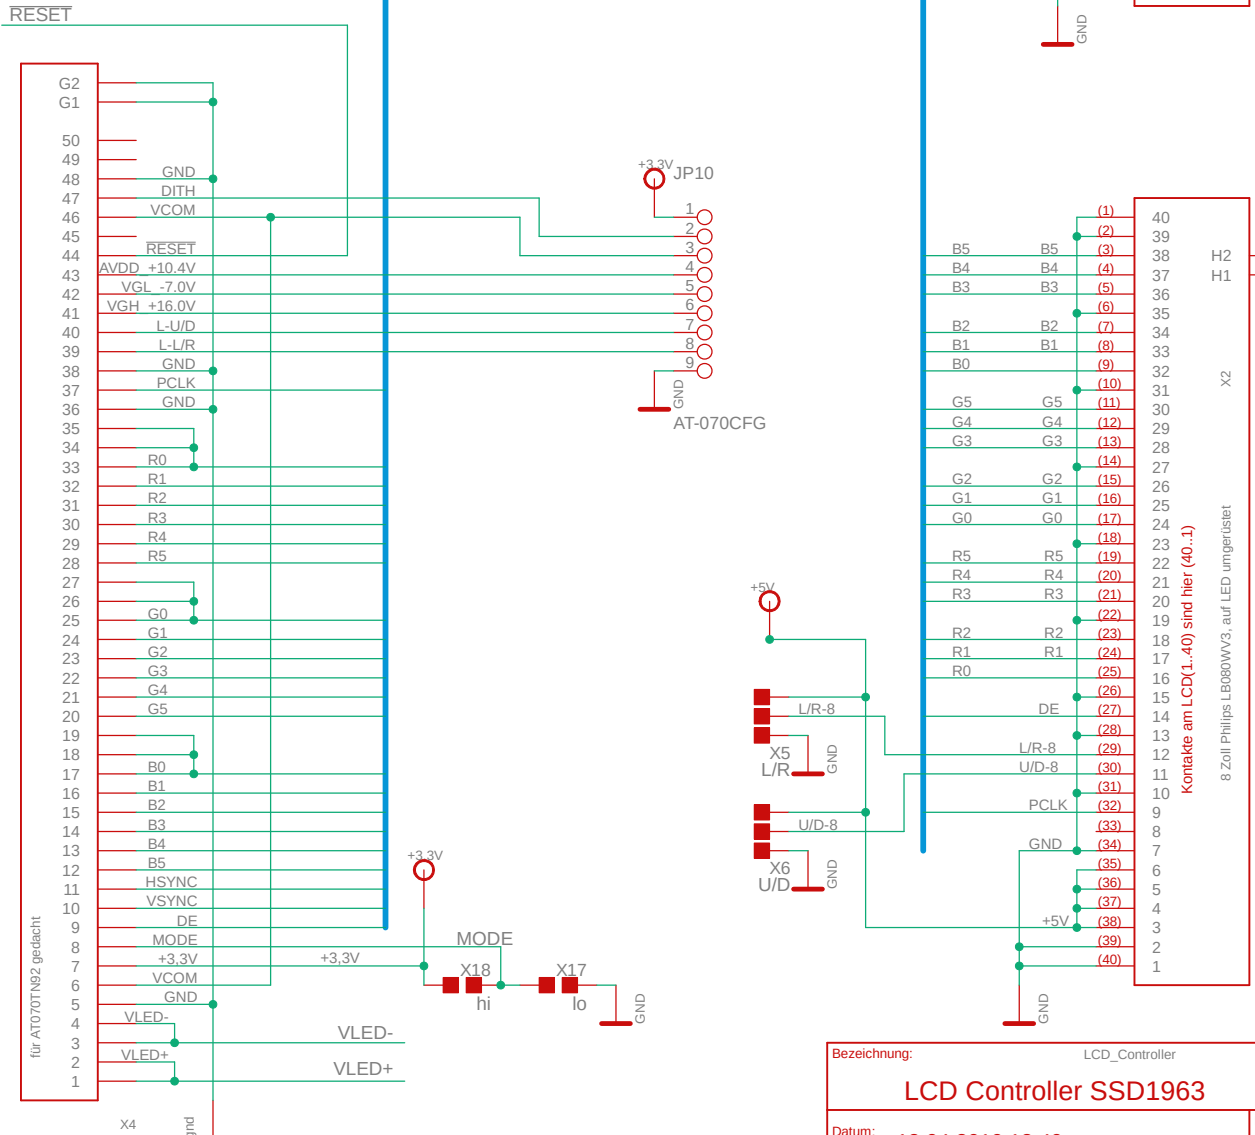 RESET
G2
G1
50
49
48 GND
47 DITH
46 VCOM
45
44 RESET
43 AVDD_+10.4V
42 VGL -7.0V
41 VGH +16.0V
40 L-U/D
39 L-L/R
38 GND
37 PCLK
36 GND
35
34
33 R0
32 R1
31 R2
30 R3
29 R4
28 R5
27
26
25 G0
24 G1
23 G2
22 G3
21 G4
20 G5
19
18
17 B0
16 B1
15 B2
14 B3
13 B4
12 B5
11 HSYNC
10 VSYNC
9 DE
8 MODE
7 +3,3V +3,3V
6 VCOM
5 GND
4 VLED-
3 VLED-
2 VLED+
1 VLED+
für AT070TN92 gedacht
X4
gnd
+3.3V JP10
1
2
3
4
5
6
7
8
9
GND
AT-070CFG
+3.3V
MODE
X18 X17
hi lo
GND
+5V
L/R-8
X5
L/R
GND
U/D-8
X6
U/D
GND
GND
(1) 40
(2) 39
B5 B5 (3) 38
B4 B4 (4) 37
B3 B3 (5) 36
(6) 35
B2 B2 (7) 34
B1 B1 (8) 33
B0 (9) 32
(10) 31
G5 G5 (11) 30
G4 G4 (12) 29
G3 G3 (13) 28
(14) 27
G2 G2 (15) 26
G1 G1 (16) 25
G0 G0 (17) 24
(18) 23
R5 R5 (19) 22
R4 R4 (20) 21
R3 R3 (21) 20
(22) 19
R2 R2 (23) 18
R1 R1 (24) 17
R0 (25) 16
(26) 15
DE (27) 14
(28) 13
L/R-8 (29) 12
U/D-8 (30) 11
(31) 10
PCLK (32) 9
(33) 8
GND (34) 7
(35) 6
(36) 5
(37) 4
+5V (38) 3
(39) 2
(40) 1
GND
H2
H1
X2
Kontakte am LCD(1..40) sind hier (40..1)
8 Zoll Philips LB080WV3, auf LED umgerüstet
Bezeichnung: LCD_Controller
LCD Controller SSD1963
Datum: